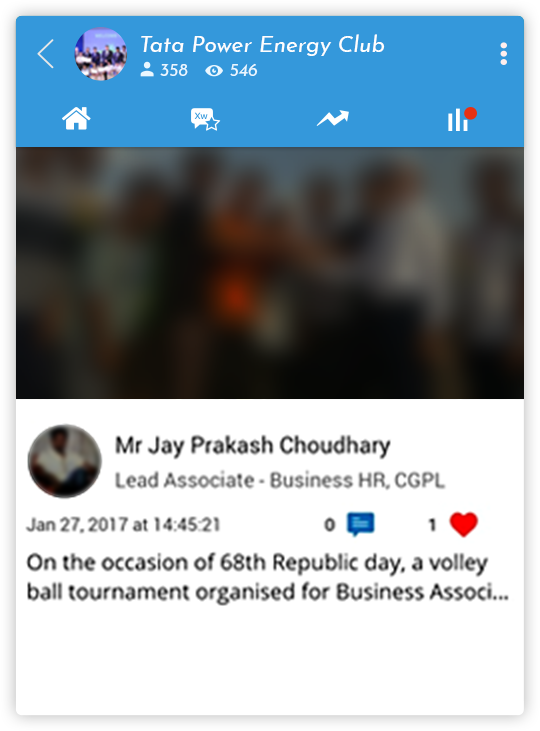 Tata Power Energy Club
358 546
Xw
Mr Jay Prakash Choudhary
Lead Associate - Business HR, CGPL
Jan 27, 2017 at 14:45:21 0 1
On the occasion of 68th Republic day, a volley
ball tournament organised for Business Associ...